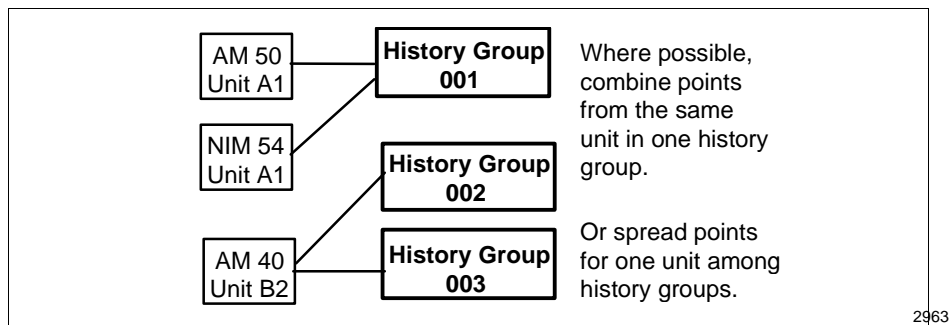 AM 50
Unit A1
NIM 54
Unit A1
AM 40
Unit B2
History Group
001
History Group
002
History Group
003
Where possible,
combine points
from the same
unit in one history
group.
Or spread points
for one unit among
history groups.
2963